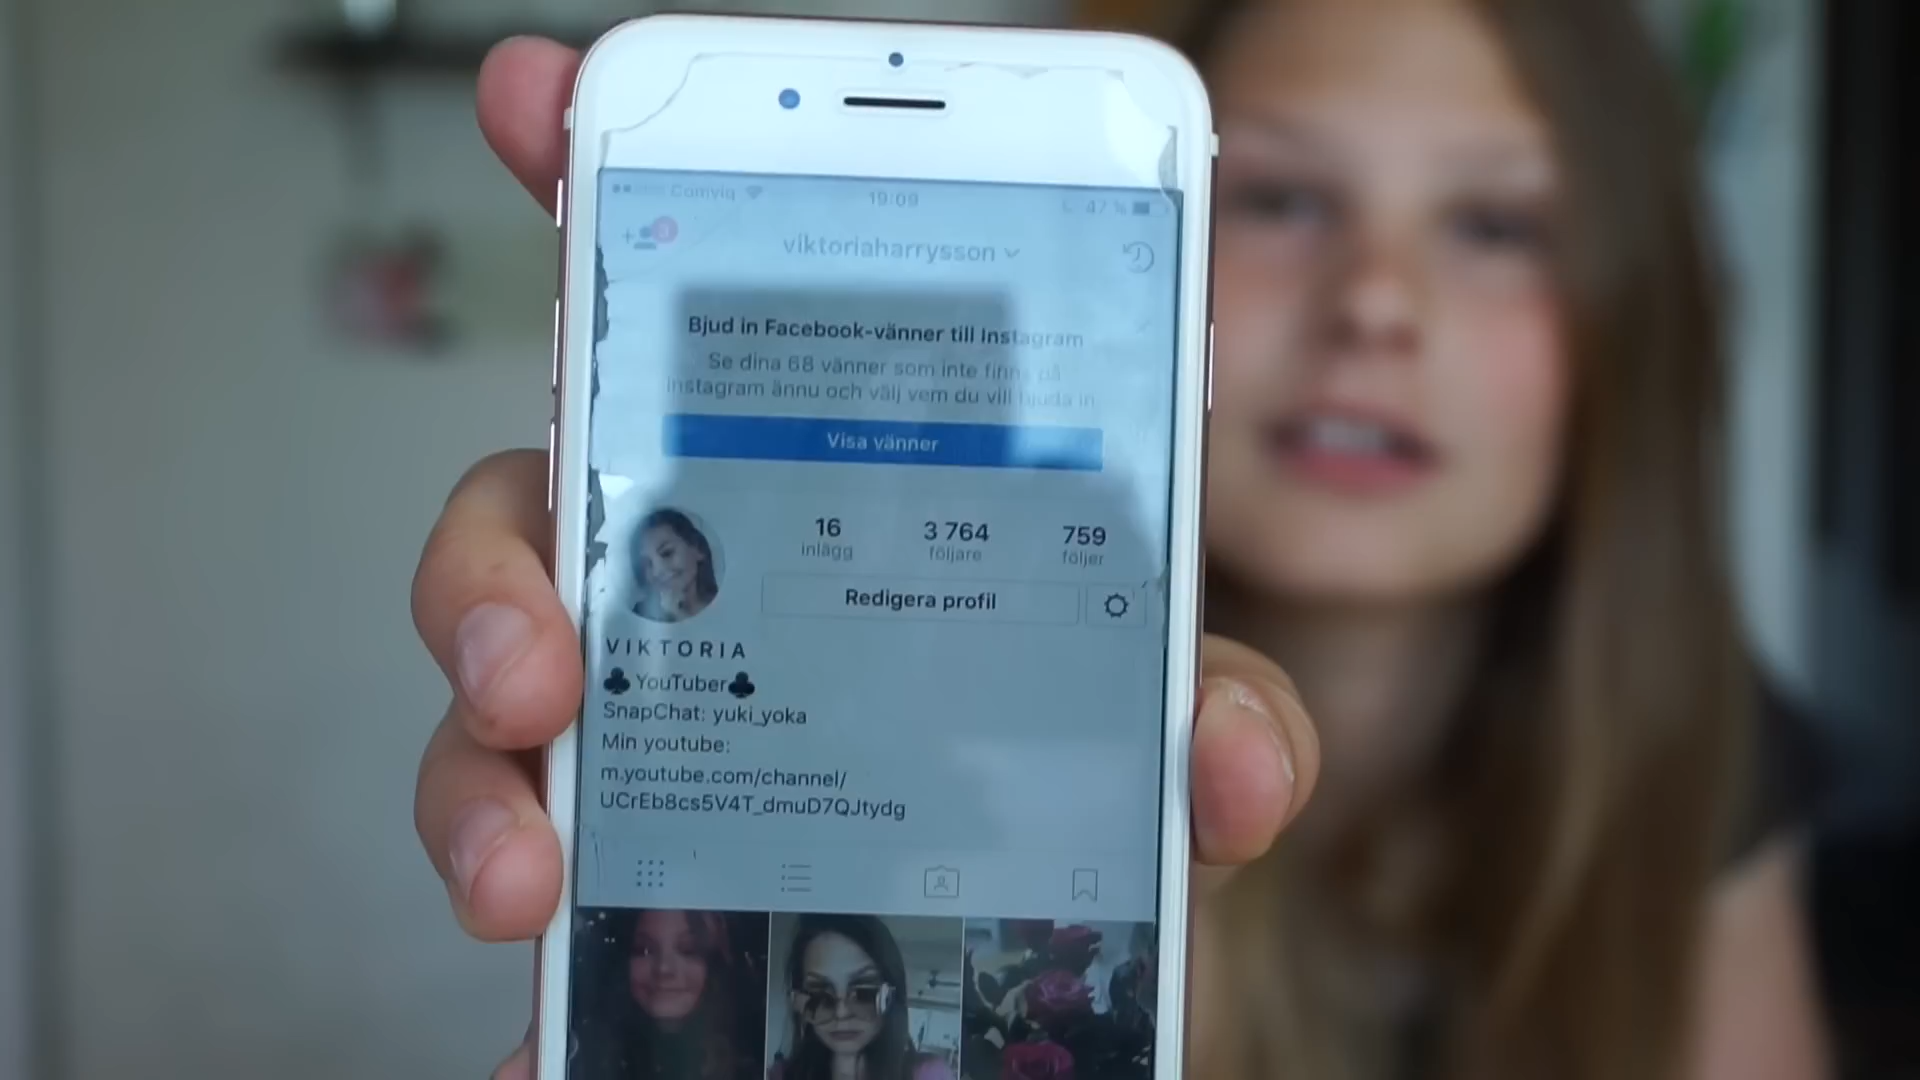 Comviq 19:09 47 %
3
viktoriaharrysson
Bjud in Facebook-vänner till Instagram
Se dina 68 vänner som inte finns på
Instagram ännu och välj vem du vill bjuda in
Visa vänner
16 3 764 759
inlägg följare följer
Redigera profil
VIKTORIA
♣YouTuber♣
SnapChat: yuki_yoka
Min youtube:
m.youtube.com/channel/
UCrEb8cs5V4T_dmuD7QJtydg